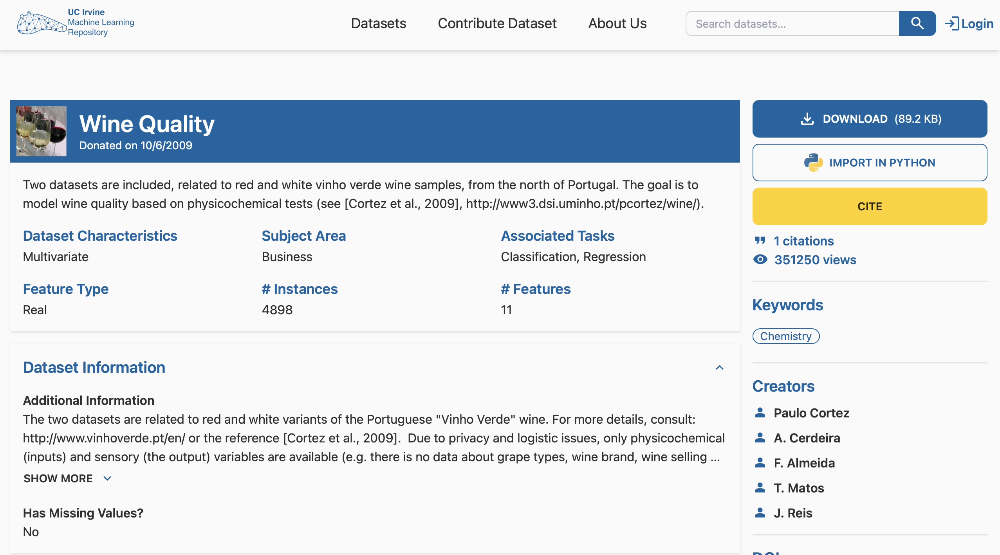 UC Irvine
Machine Learning
Repository
Datasets
Contribute Dataset
About Us
Search datasets...
Login
Wine Quality
Donated on 10/6/2009
Two datasets are included, related to red and white vinho verde wine samples, from the north of Portugal. The goal is to
model wine quality based on physicochemical tests (see [Cortez et al., 2009], http://www3.dsi.uminho.pt/pcortez/wine/).
Dataset Characteristics
Multivariate
Subject Area
Business
Associated Tasks
Classification, Regression
Feature Type
Real
# Instances
4898
# Features
11
Dataset Information
Additional Information
The two datasets are related to red and white variants of the Portuguese "Vinho Verde" wine. For more details, consult:
http://www.vinhoverde.pt/en/ or the reference [Cortez et al., 2009].  Due to privacy and logistic issues, only physicochemical
(inputs) and sensory (the output) variables are available (e.g. there is no data about grape types, wine brand, wine selling ...
SHOW MORE
Has Missing Values?
No
DOWNLOAD (89.2 KB)
IMPORT IN PYTHON
CITE
1 citations
351250 views
Keywords
Chemistry
Creators
Paulo Cortez
A. Cerdeira
F. Almeida
T. Matos
J. Reis